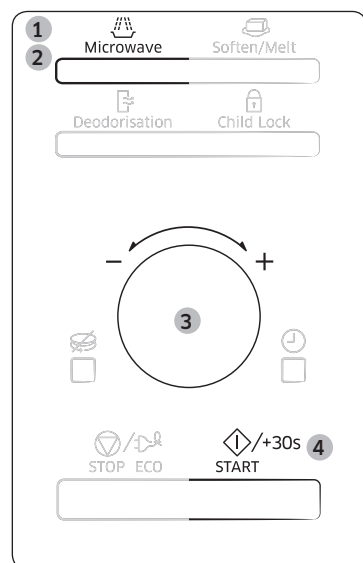 1
2
Microwave Soften/Melt
Deodorisation Child Lock
− +
3
/ /+30s 4
STOP ECO START